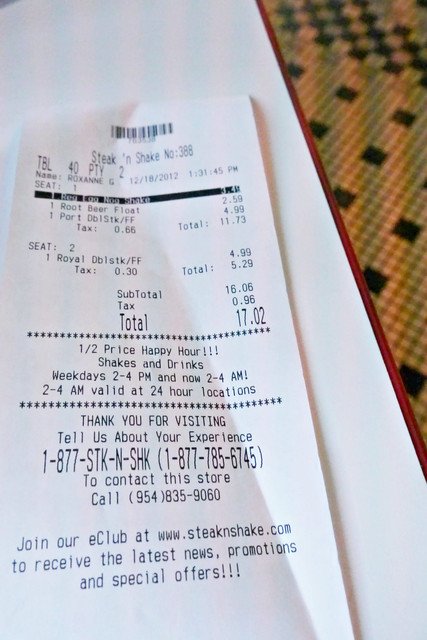 763538
Steak 'n Shake No:388
TBL 40 PTY 2
Name: ROXANNE G 12/18/2012 1:31:45 PM
SEAT: 1
1 Reg Egg Nog Shake 3.49
1 Root Beer Float 2.59
1 Port DblStk/FF 4.99
Tax: 0.66 Total: 11.73
SEAT: 2
1 Royal Dblstk/FF 4.99
Tax: 0.30 Total: 5.29
SubTotal 16.06
Tax 0.96
Total 17.02
****************************************
1/2 Price Happy Hour!!!
Shakes and Drinks
Weekdays 2-4 PM and now 2-4 AM!
2-4 AM valid at 24 hour locations
****************************************
THANK YOU FOR VISITING
Tell Us About Your Experience
1-877-STK-N-SHK (1-877-785-6745)
To contact this store
Call (954)835-9060
Join our eClub at www.steaknshake.com
to receive the latest news, promotions
and special offers!!!